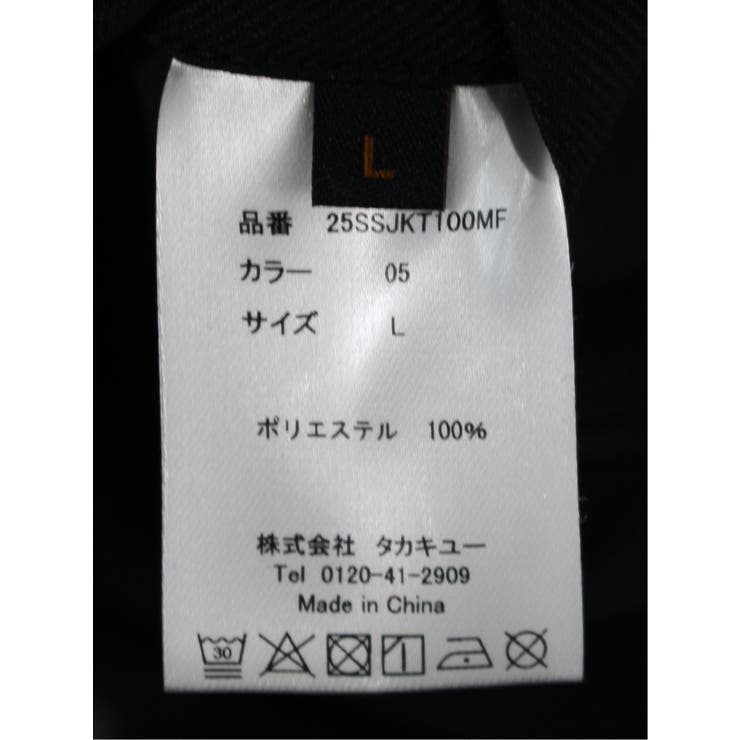 L
品番 25SSJKT100MF
カラー 05
サイズ L
ポリエステル 100%
株式会社 タカキュー
Tel 0120-41-2909
Made in China
30